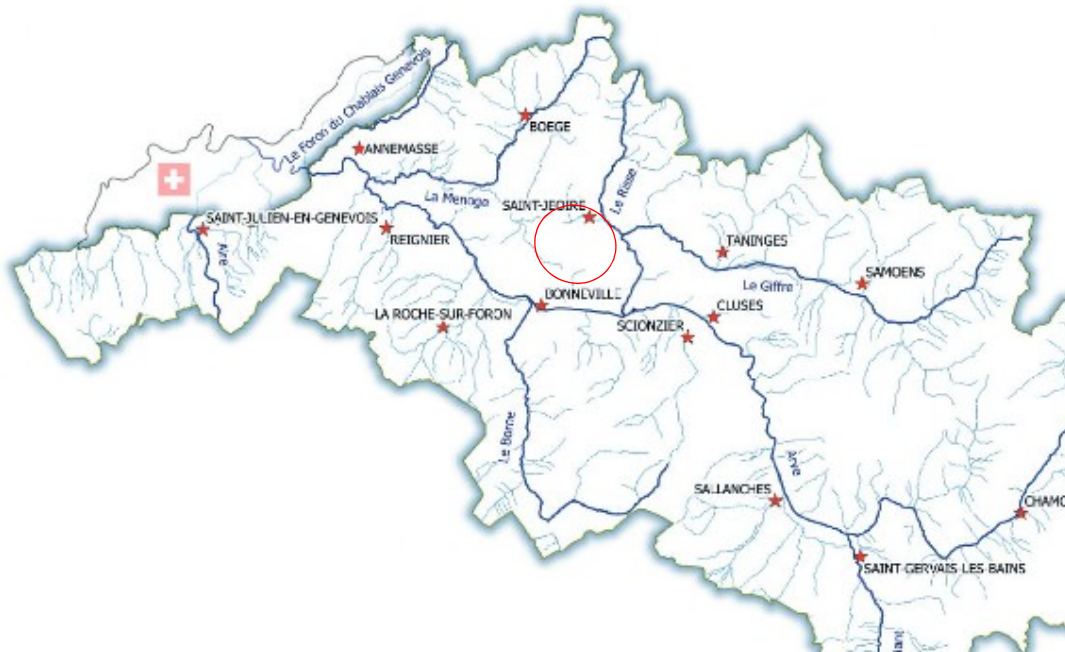 Le Foron du Chablais Genevois
BOEGE
ANNEMASSE
La Menoge
Le Risse
SAINT-JEOIRE
SAINT-JULIEN-EN-GENEVOIS
Aire
REIGNIER
TANINGES
SAMOENS
Le Giffre
BONNEVILLE
CLUSES
LA ROCHE-SUR-FORON
SCIONZIER
Le Borne
Arve
SALLANCHES
CHAMO
SAINT-GERVAIS-LES-BAINS